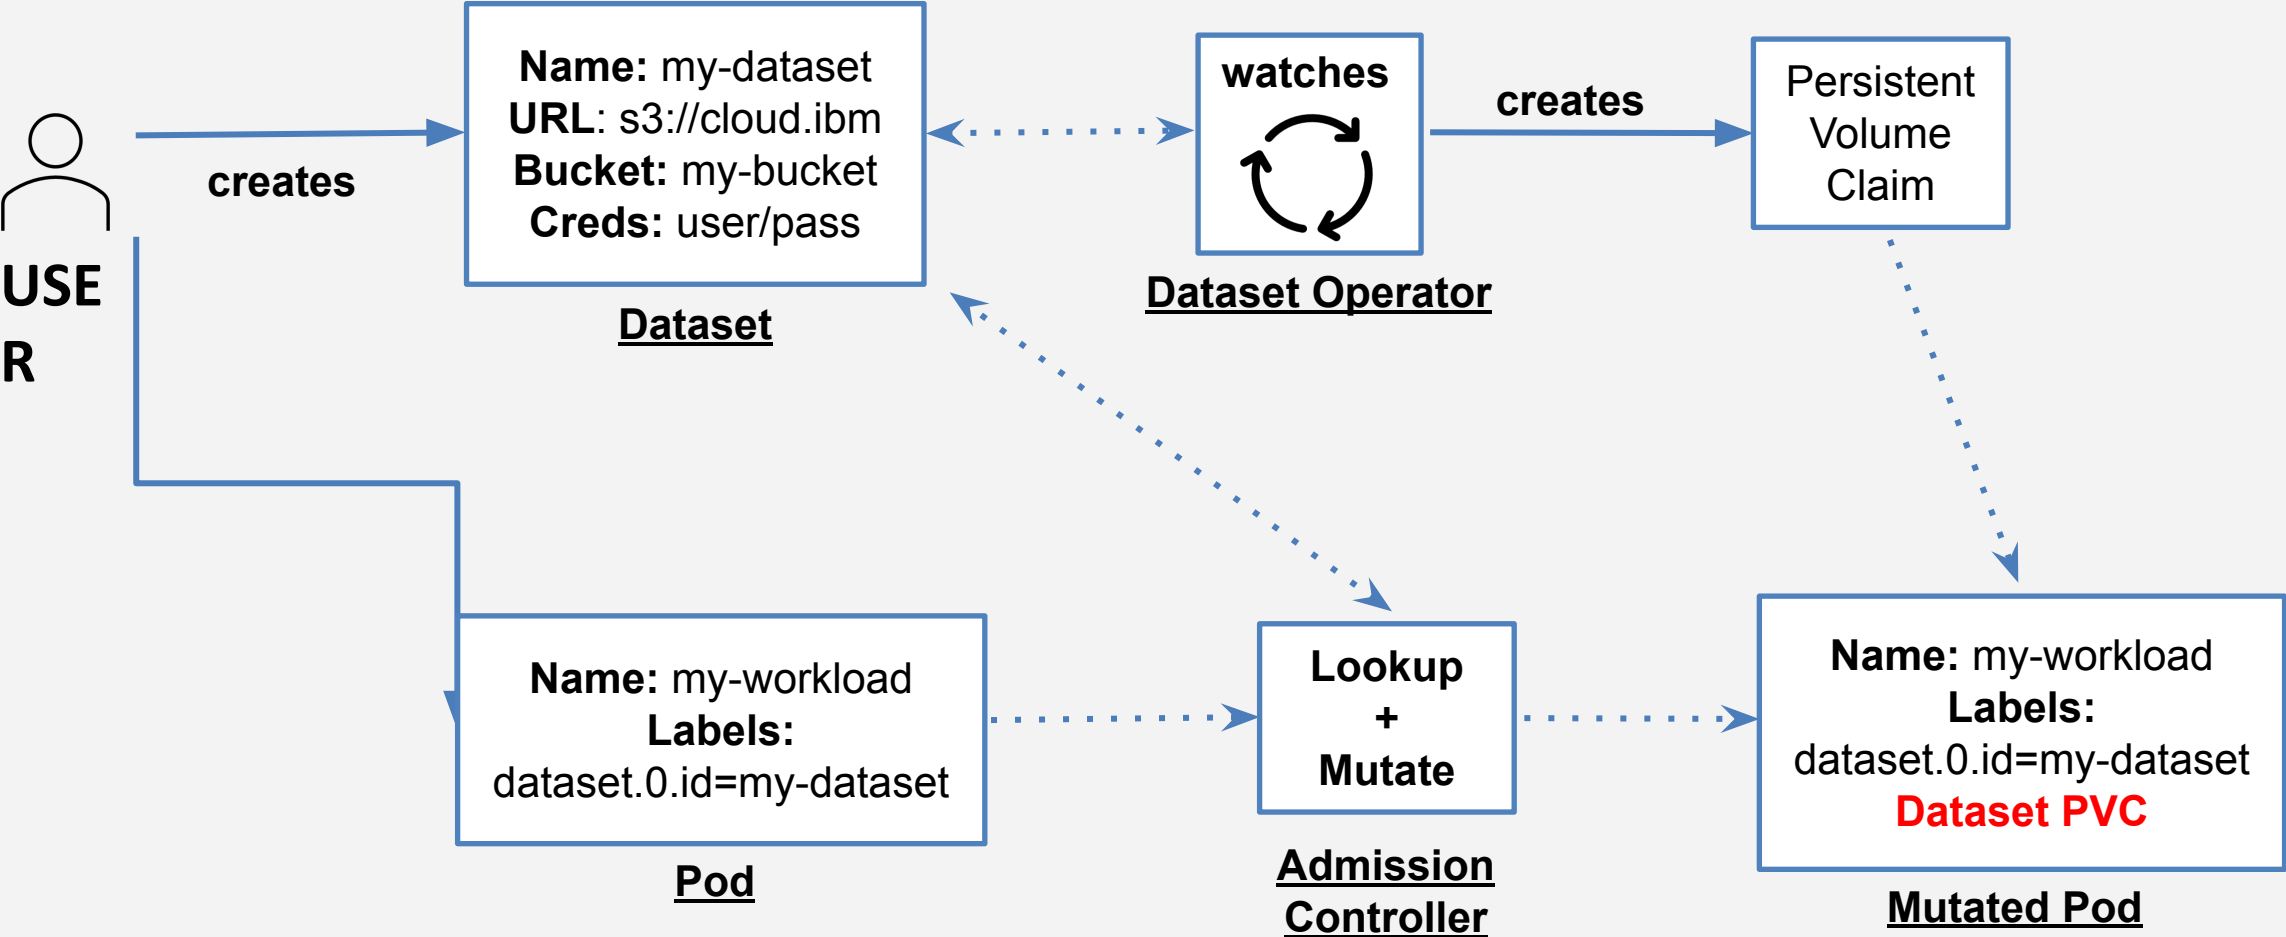 USE
R
creates
Name: my-dataset
URL: s3://cloud.ibm
Bucket: my-bucket
Creds: user/pass
Dataset
watches
Dataset Operator
creates
Persistent
Volume
Claim
Name: my-workload
Labels:
dataset.0.id=my-dataset
Pod
Lookup
+
Mutate
Admission
Controller
Name: my-workload
Labels:
dataset.0.id=my-dataset
Dataset PVC
Mutated Pod